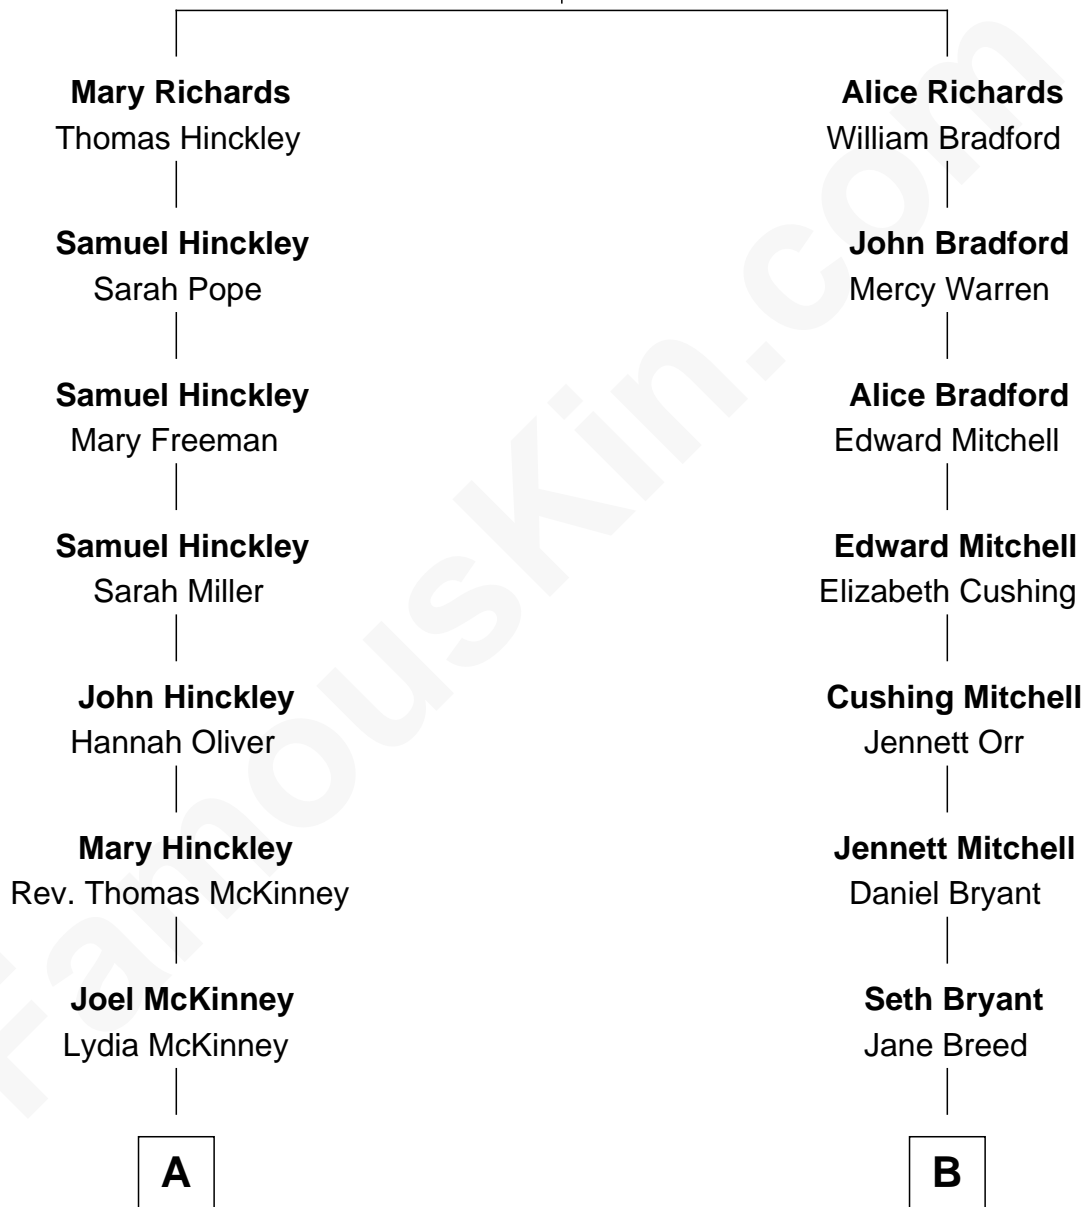 Mary Richards
Thomas Hinckley
Samuel Hinckley
Sarah Pope
Samuel Hinckley
Mary Freeman
Samuel Hinckley
Sarah Miller
John Hinckley
Hannah Oliver
Mary Hinckley
Rev. Thomas McKinney
Joel McKinney
Lydia McKinney
A
Alice Richards
William Bradford
John Bradford
Mercy Warren
Alice Bradford
Edward Mitchell
Edward Mitchell
Elizabeth Cushing
Cushing Mitchell
Jennett Orr
Jennett Mitchell
Daniel Bryant
Seth Bryant
Jane Breed
B
FamousKin.com